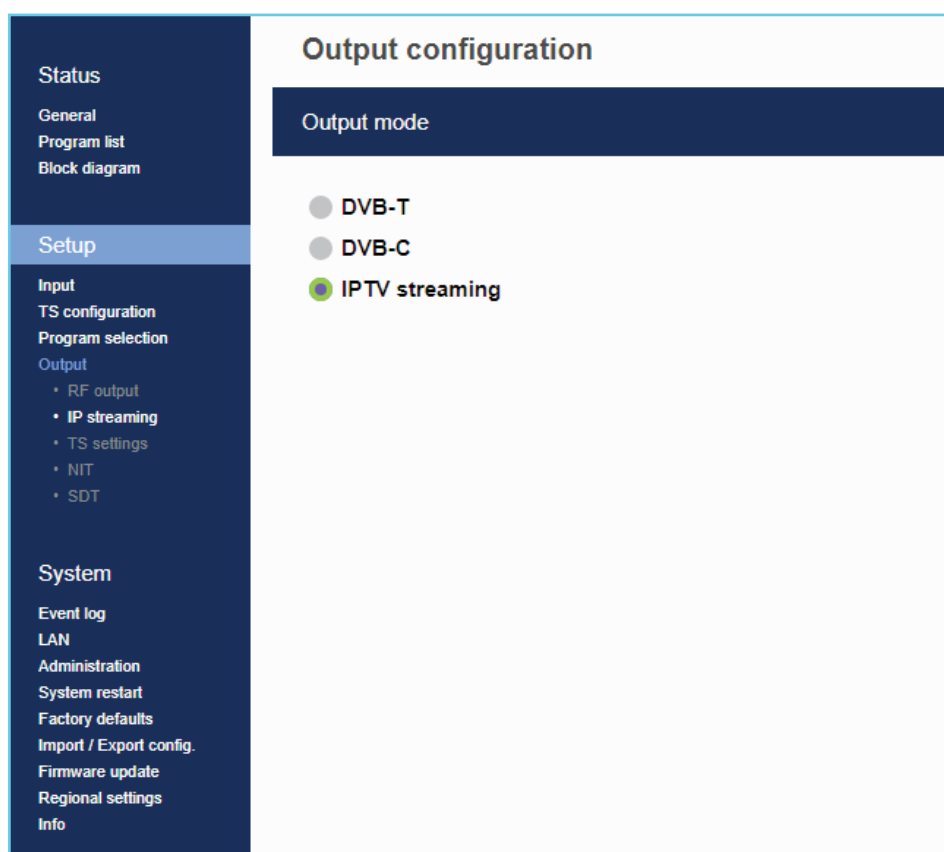 Status
General
Program list
Block diagram
Setup
Input
TS configuration
Program selection
Output
• RF output
• IP streaming
• TS settings
• NIT
• SDT
System
Event log
LAN
Administration
System restart
Factory defaults
Import / Export config.
Firmware update
Regional settings
Info
Output configuration
Output mode
DVB-T
DVB-C
IPTV streaming